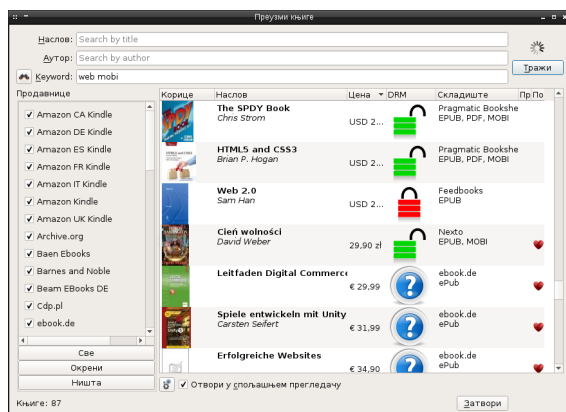 Преузми књиге
Наслов: Search by title
Аутор: Search by author
Keyword: web mobi
Тражи
Продавнице
Amazon CA Kindle
Amazon DE Kindle
Amazon ES Kindle
Amazon FR Kindle
Amazon IT Kindle
Amazon Kindle
Amazon UK Kindle
Archive.org
Baen Ebooks
Barnes and Noble
Beam EBooks DE
Cdp.pl
ebook.de
Све
Окрени
Ништа
Књиге: 87
Корице Наслов Цена DRM Складиште Пр По
The SPDY Book
Chris Strom
USD 2...
Pragmatic Bookshe
EPUB, PDF, MOBI
HTML5 and CSS3
Brian P. Hogan
USD 2...
Pragmatic Bookshe
EPUB, PDF, MOBI
Web 2.0
Sam Han
USD 2...
Feedbooks
EPUB
Cień wolności
David Weber
29,90 zł
Nexto
EPUB, MOBI
Leitfaden Digital Commerce
€ 29,99
ebook.de
ePub
Spiele entwickeln mit Unity
Carsten Seifert
€ 31,99
ebook.de
ePub
Erfolgreiche Websites
€ 34,90
ebook.de
ePub
Отвори у спољашњем прегледачу
Затвори